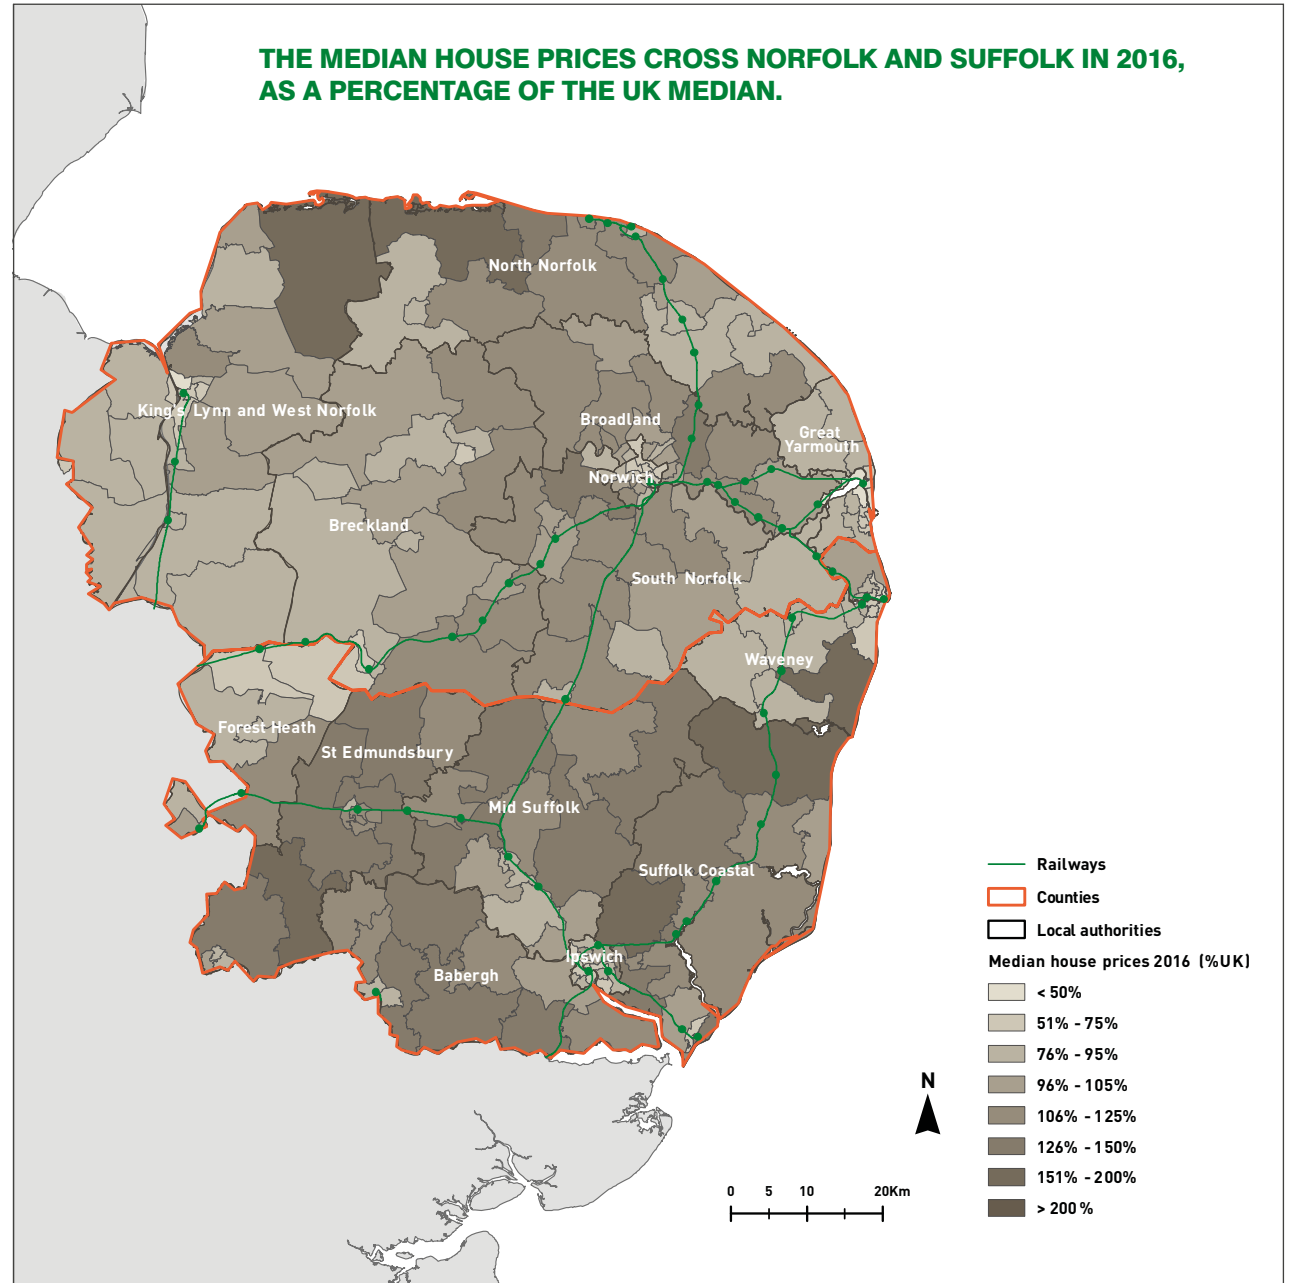 THE MEDIAN HOUSE PRICES CROSS NORFOLK AND SUFFOLK IN 2016,
AS A PERCENTAGE OF THE UK MEDIAN.
North Norfolk
King's Lynn and West Norfolk
Broadland
Great
Yarmouth
Norwich
Breckland
South Norfolk
Waveney
Forest Heath
St Edmundsbury
Mid Suffolk
Suffolk Coastal
Ipswich
Babergh
Railways
Counties
Local authorities
Median house prices 2016 (%UK)
< 50%
51% - 75%
76% - 95%
96% - 105%
106% - 125%
126% - 150%
151% - 200%
> 200 %
N
0 5 10 20Km